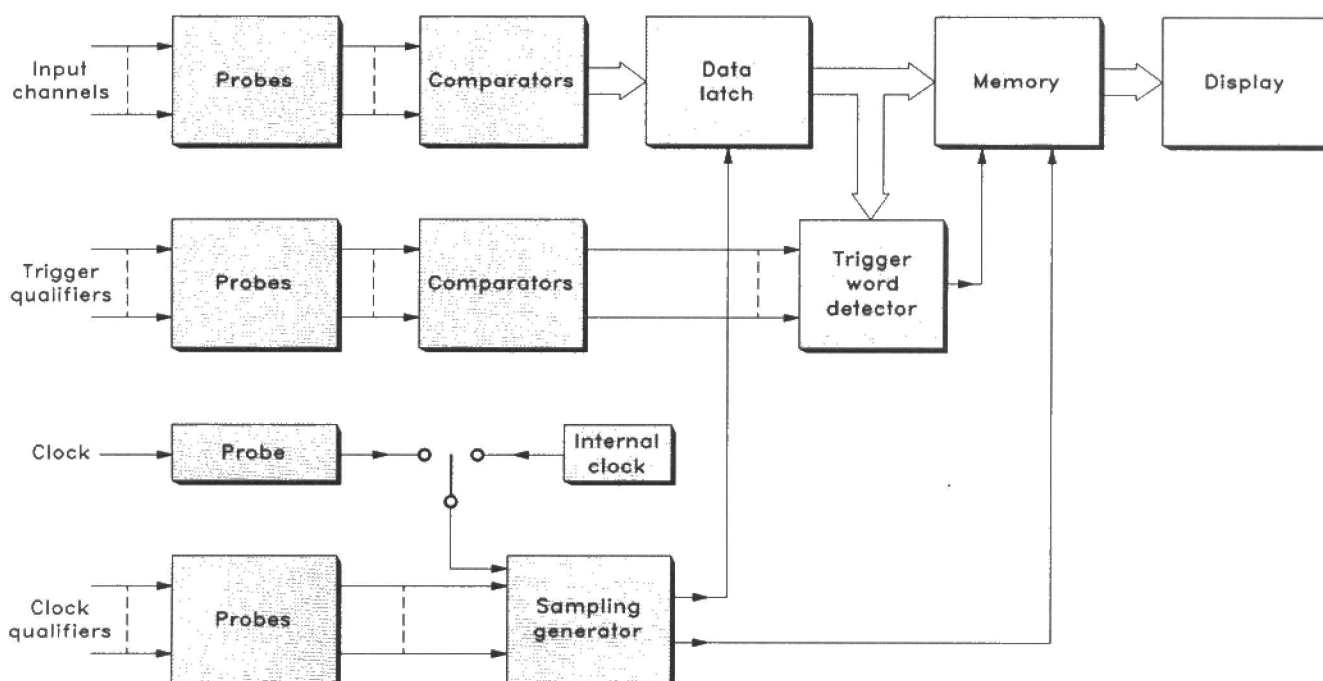 Input
channels
Probes
Comparators
Data
latch
Memory
Display
Trigger
qualifiers
Probes
Comparators
Trigger
word
detector
Clock
Probe
Internal
clock
Clock
qualifiers
Probes
Sampling
generator